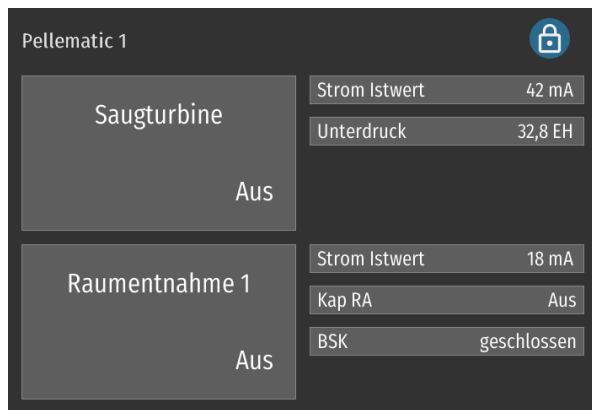 Pellematic 1
Saugturbine
Aus
Strom Istwert 42 mA
Unterdruck 32,8 EH
Raumentnahme 1
Aus
Strom Istwert 18 mA
Kap RA Aus
BSK geschlossen